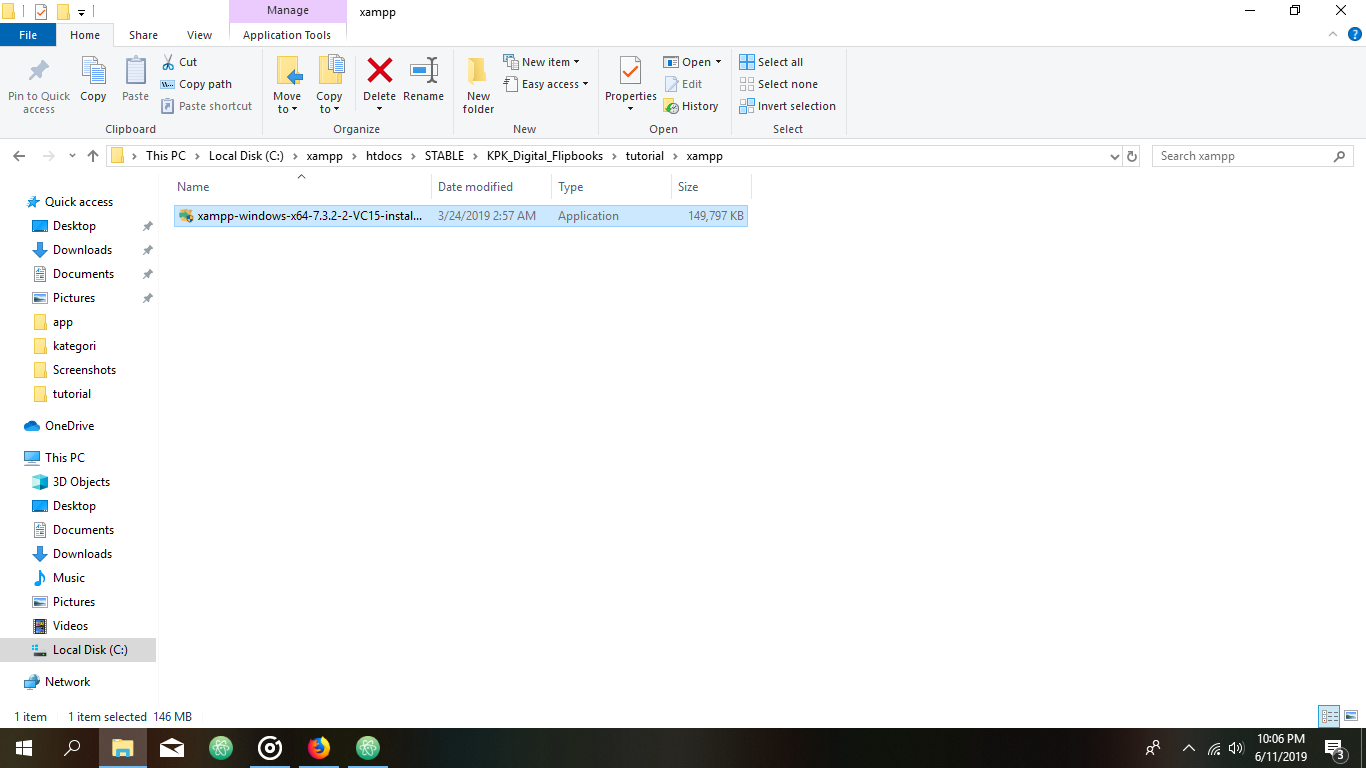 Manage
xampp
File
Home
Share
View
Application Tools
Pin to Quick access
Copy
Paste
Cut
Copy path
Paste shortcut
Clipboard
Move to
Copy to
Delete
Rename
Organize
New folder
New item
Easy access
New
Properties
Open
Edit
History
Open
Select all
Select none
Invert selection
Select
This PC
Local Disk (C:)
xampp
htdocs
STABLE
KPK_Digital_Flipbooks
tutorial
xampp
Search xampp
Name
Date modified
Type
Size
xampp-windows-x64-7.3.2-2-VC15-instal...
3/24/2019 2:57 AM
Application
149,797 KB
Quick access
Desktop
Downloads
Documents
Pictures
app
kategori
Screenshots
tutorial
OneDrive
This PC
3D Objects
Desktop
Documents
Downloads
Music
Pictures
Videos
Local Disk (C:)
Network
1 item
1 item selected 146 MB
10:06 PM
6/11/2019
3